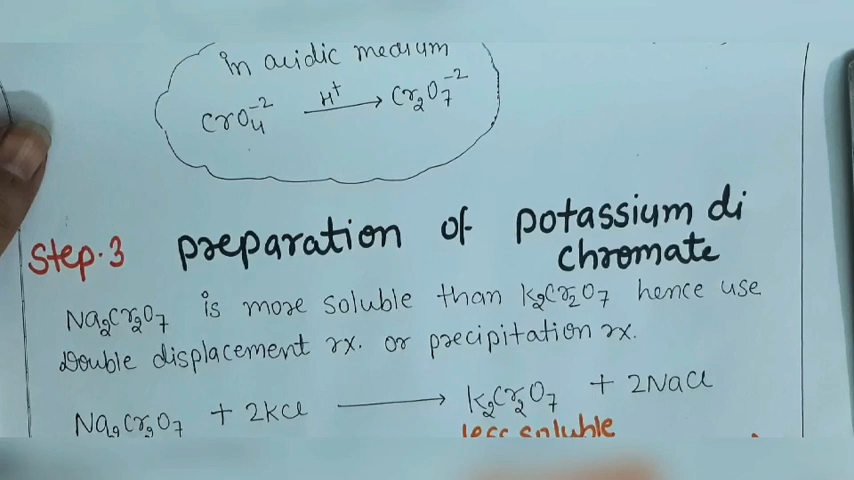 in acidic medium
CrO₄⁻² H⁺ → Cr₂O₇⁻²
Step·3 preparation of potassium di
chromate
Na₂Cr₂O₇ is more soluble than K₂Cr₂O₇ hence use
Double displacement rx. or precipitation rx.
Na₂Cr₂O₇ + 2KCl → K₂Cr₂O₇ + 2NaCl
less soluble